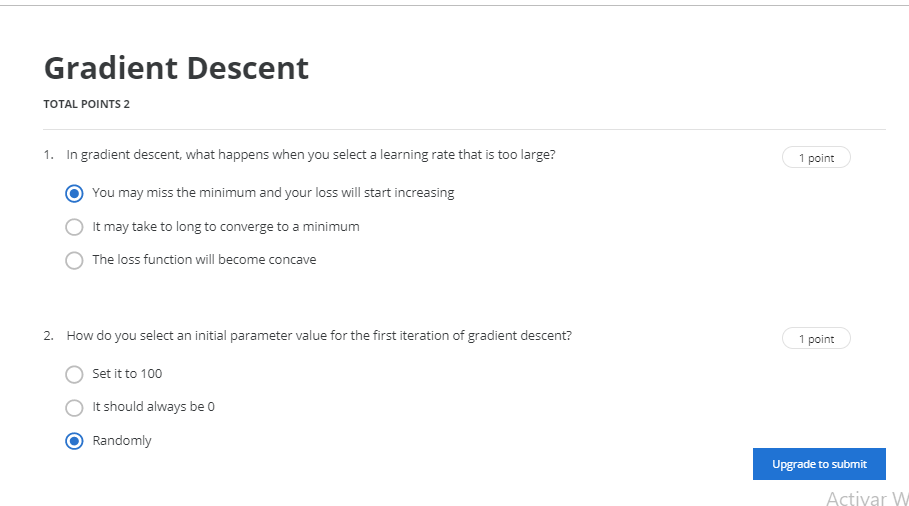 Gradient Descent
TOTAL POINTS 2
1. In gradient descent, what happens when you select a learning rate that is too large?
1 point
You may miss the minimum and your loss will start increasing
It may take to long to converge to a minimum
The loss function will become concave
2. How do you select an initial parameter value for the first iteration of gradient descent?
1 point
Set it to 100
It should always be 0
Randomly
Upgrade to submit
Activar W